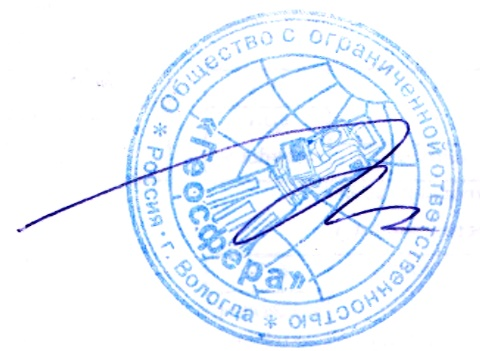 Общество с ограниченной ответственностью
* Россия. г. Вологда *
«Геосфера»